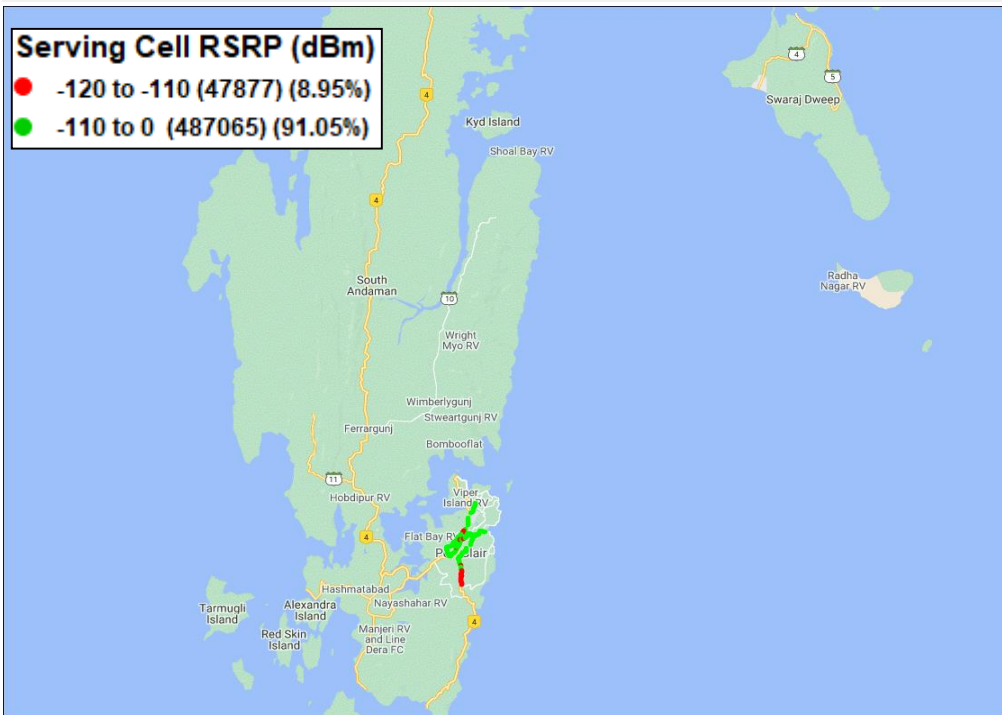 Serving Cell RSRP (dBm)
-120 to -110 (47877) (8.95%)
-110 to 0 (487065) (91.05%)
4
5
Swaraj Dweep
4
Kyd Island
Shoal Bay RV
4
South
Andaman
Radha
Nagar RV
10
Wright
Myo RV
Wimberlygunj
Stweartgunj RV
Ferrargunj
Bombooflat
11
Hobdipur RV
Viper
Island RV
4
Flat Bay RV
Hashmatabad
Nayashahar RV
Tarmugli
Island
Alexandra
Island
4
Red Skin
Island
Manjeri RV
and Line
Dera FC